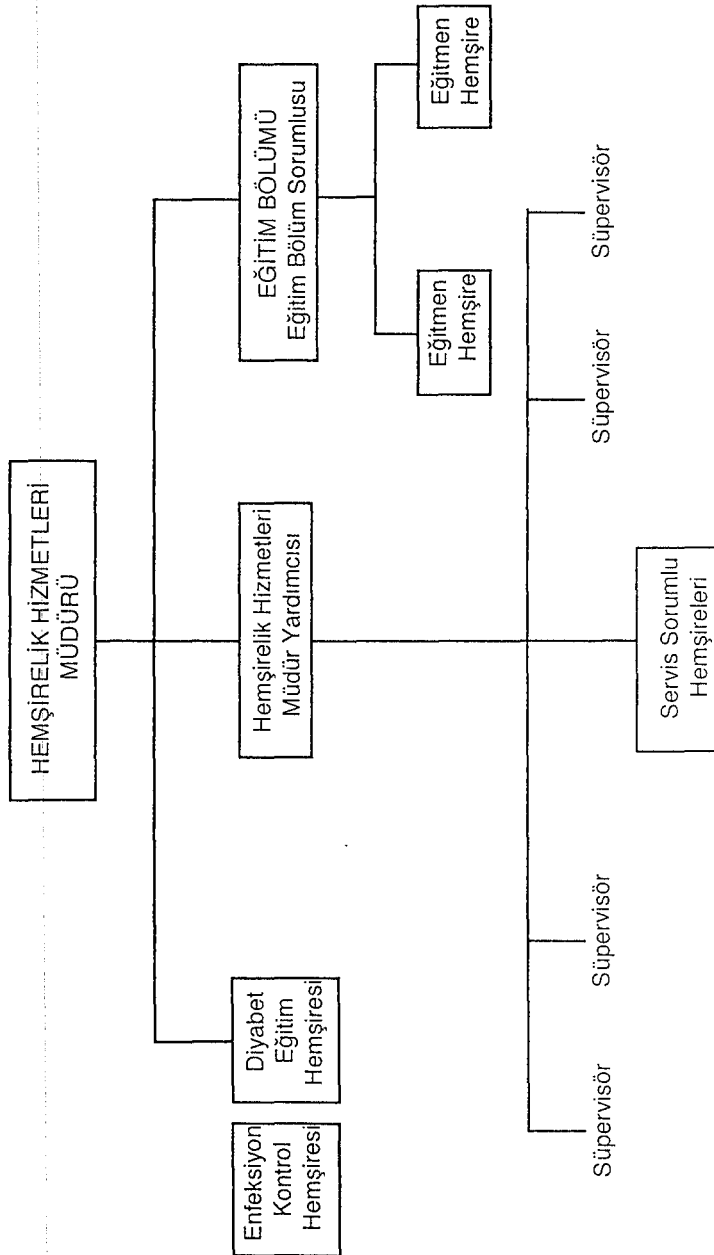 HEMŞİRELİK HİZMETLERİ
MÜDÜRÜ
Enfeksiyon
Kontrol
Hemşiresi
Diyabet
Eğitim
Hemşiresi
Hemşirelik Hizmetleri
Müdür Yardımcısı
EĞİTİM BÖLÜMÜ
Eğitim Bölüm Sorumlusu
Eğitmen
Hemşire
Eğitmen
Hemşire
Süpervisör
Süpervisör
Süpervisör
Süpervisör
Servis Sorumlu
Hemşireleri